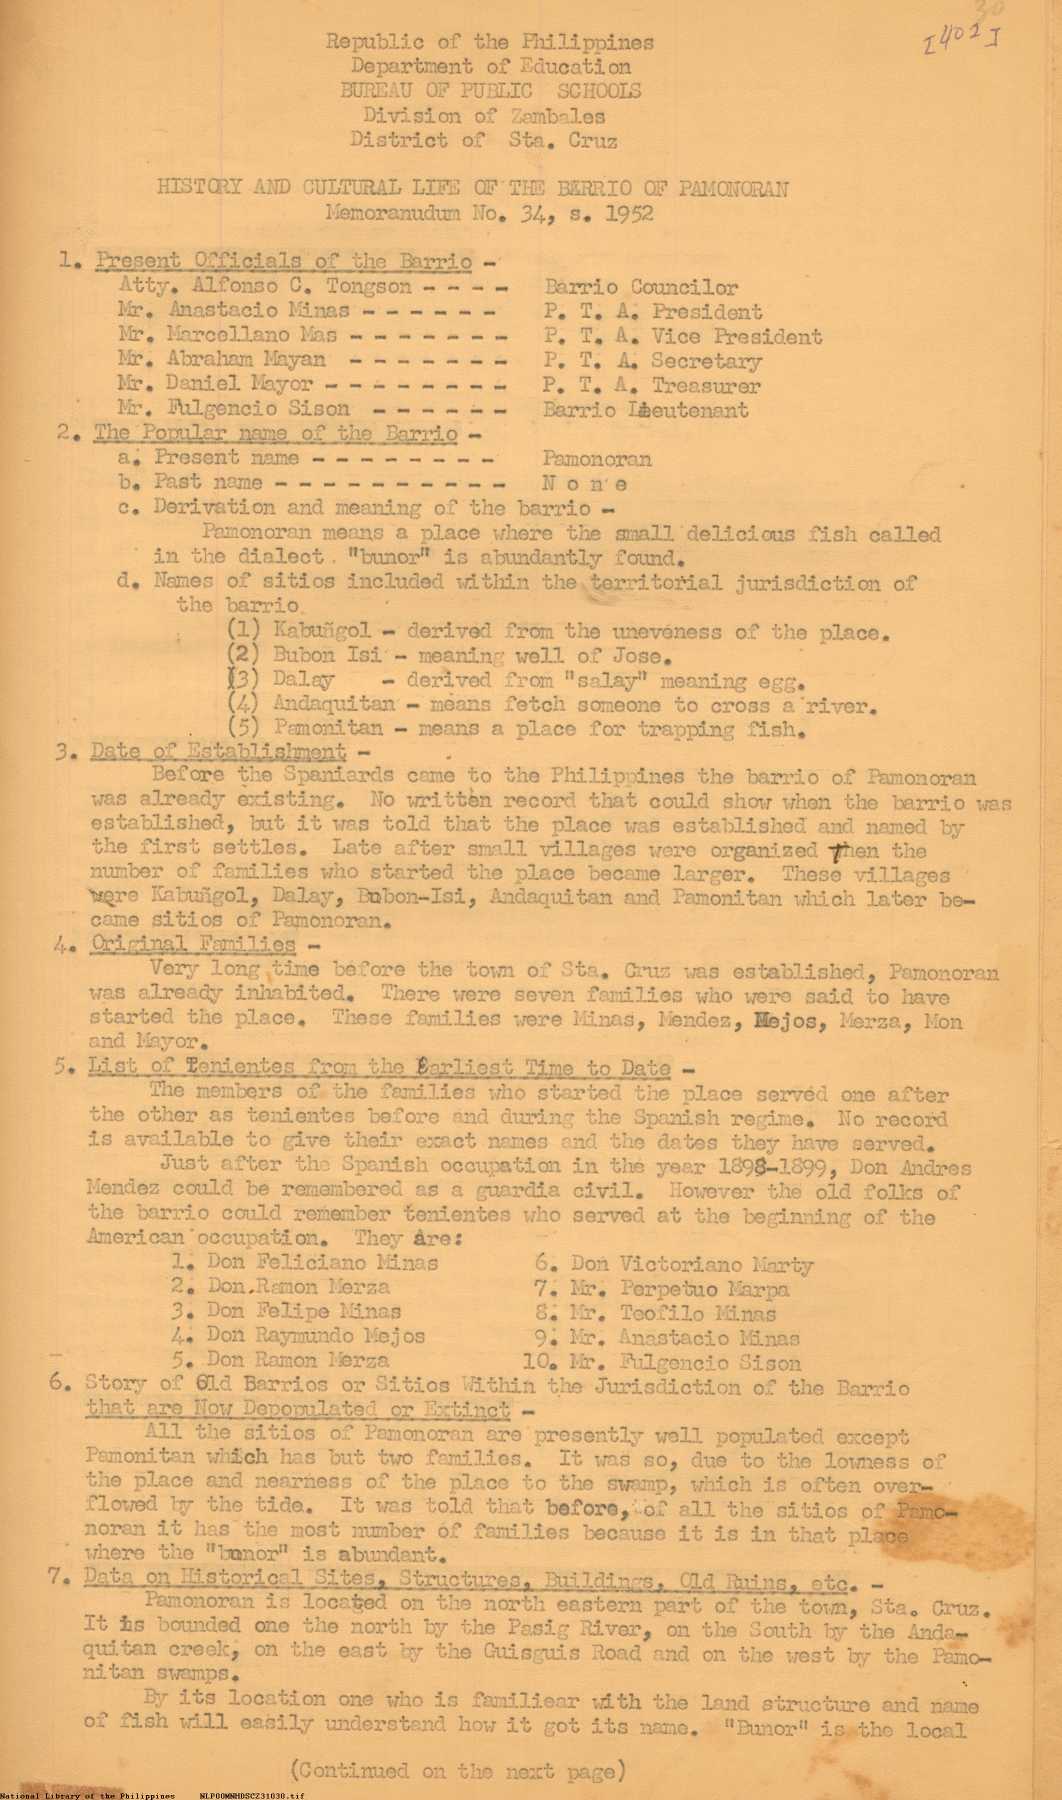 30
[402]
Republic of the Philippines
Department of Education
BUREAU OF PUBLIC SCHOOLS
Division of Zambales
District of Sta. Cruz
HISTORY AND CULTURAL LIFE OF THE BARRIO OF PAMONORAN
Memoranudum No. 34, s. 1952
1. Present Officials of the Barrio -
Atty. Alfonso C. Tongson - - - - Barrio Councilor
Mr. Anastacio Minas - - - - - - P. T. A. President
Mr. Marcellano Mas - - - - - - - P. T. A. Vice President
Mr. Abraham Mayan - - - - - - - P. T. A. Secretary
Mr. Daniel Mayor - - - - - - - - P. T. A. Treasurer
Mr. Fulgencio Sison - - - - - - Barrio Lieutenant
2. The Popular name of the Barrio -
a. Present name - - - - - - - - Pamonoran
b. Past name - - - - - - - - - - N o n e
c. Derivation and meaning of the barrio -
Pamonoran means a place where the small delicious fish called
in the dialect "bunor" is abundantly found.
d. Names of sitios included within the territorial jurisdiction of
the barrio
(1) Kabuñgol - derived from the uneveness of the place.
(2) Bubon Isi - meaning well of Jose.
(3) Dalay - derived from "salay" meaning egg.
(4) Andaquitan - means fetch someone to cross a river.
(5) Pamonitan - means a place for trapping fish.
3. Date of Establishment -
Before the Spaniards came to the Philippines the barrio of Pamonoran
was already existing. No written record that could show when the barrio was
established, but it was told that the place was established and named by
the first settles. Late after small villages were organized then the
number of families who started the place became larger. These villages
were Kabuñgol, Dalay, Bubon-Isi, Andaquitan and Pamonitan which later be-
came sitios of Pamonoran.
4. Original Families -
Very long time before the town of Sta. Cruz was established, Pamonoran
was already inhabited. There were seven families who were said to have
started the place. These families were Minas, Mendez, Mejos, Merza, Mon
and Mayor.
5. List of Tenientes from the Earliest Time to Date -
The members of the families who started the place served one after
the other as tenientes before and during the Spanish regime. No record
is available to give their exact names and the dates they have served.
Just after the Spanish occupation in the year 1898-1899, Don Andres
Mendez could be remembered as a guardia civil. However the old folks of
the barrio could remember tenientes who served at the beginning of the
American occupation. They are:
1. Don Feliciano Minas 6. Don Victoriano Marty
2. Don Ramon Merza 7. Mr. Perpetuo Marpa
3. Don Felipe Minas 8. Mr. Teofilo Minas
4. Don Raymundo Mejos 9. Mr. Anastacio Minas
5. Don Ramon Merza 10. Mr. Fulgencio Sison
6. Story of Old Barrios or Sitios Within the Jurisdiction of the Barrio
that are Now Depopulated or Extinct -
All the sitios of Pamonoran are presently well populated except
Pamonitan which has but two families. It was so, due to the lowness of
the place and nearness of the place to the swamp, which is often over-
flowed by the tide. It was told that before, of all the sitios of Pamo-
noran it has the most number of families because it is in that place
where the "bunor" is abundant.
7. Data on Historical Sites, Structures, Buildings, Old Ruins, etc. -
Pamonoran is located on the north eastern part of the town, Sta. Cruz.
It is bounded one the north by the Pasig River, on the South by the Anda-
quitan creek, on the east by the Guisguis Road and on the west by the Pamo-
nitan swamps.
By its location one who is familiear with the land structure and name
of fish will easily understand how it got its name. "Bunor" is the local
(Continued on the next page)
National Library of the Philippines NLP00MNHDSCZ31030.tif